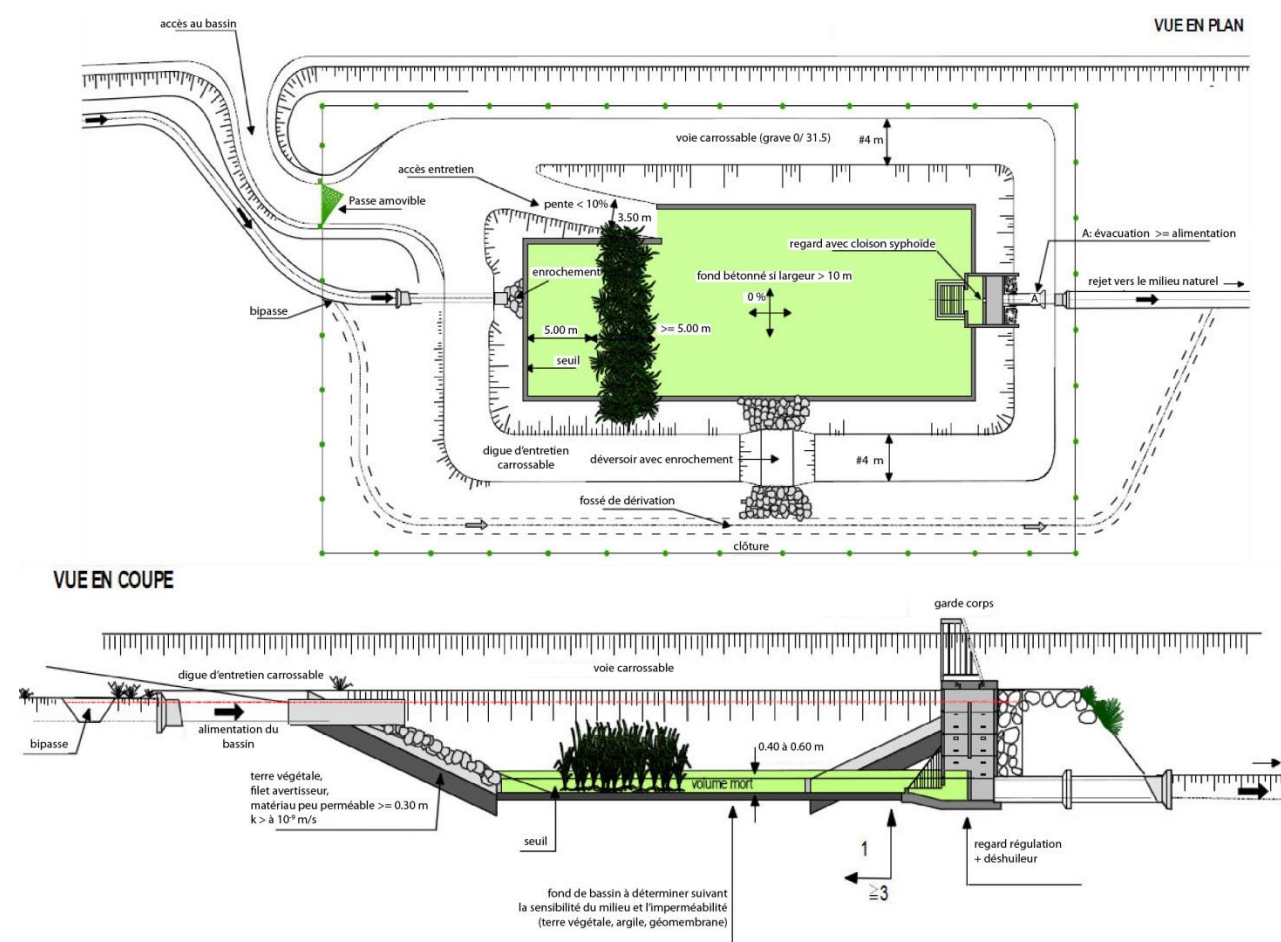 accès au bassin
VUE EN PLAN
voie carrossable (grave 0/ 31.5)
#4 m
accès entretien
Passe amovible
pente < 10%
3.50 m
A: évacuation >= alimentation
regard avec cloison syphoïde
enrochement
fond bétonné si largeur > 10 m
rejet vers le milieu naturel
0 %
A
bipasse
5.00 m
>= 5.00 m
seuil
digue d'entretien
carrossable
déversoir avec enrochement
#4 m
fossé de dérivation
clôture
VUE EN COUPE
garde corps
voie carrossable
digue d'entretien carrossable
alimentation du
bassin
bipasse
0.40 à 0.60 m
volume mort
terre végétale,
filet avertisseur,
matériau peu perméable >= 0.30 m
k > à 10⁻⁹ m/s
seuil
1
≧3
regard régulation
+ déshuileur
fond de bassin à déterminer suivant
la sensibilité du milieu et l'imperméabilité
(terre végétale, argile, géomembrane)